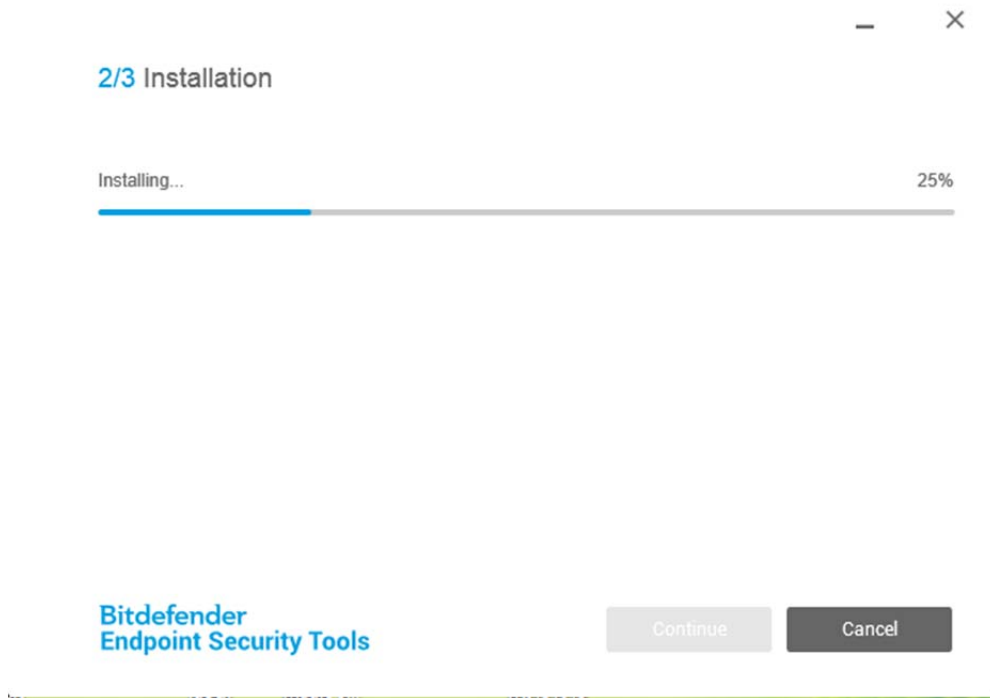 2/3 Installation
Installing... 25%
Bitdefender
Endpoint Security Tools
Continue Cancel